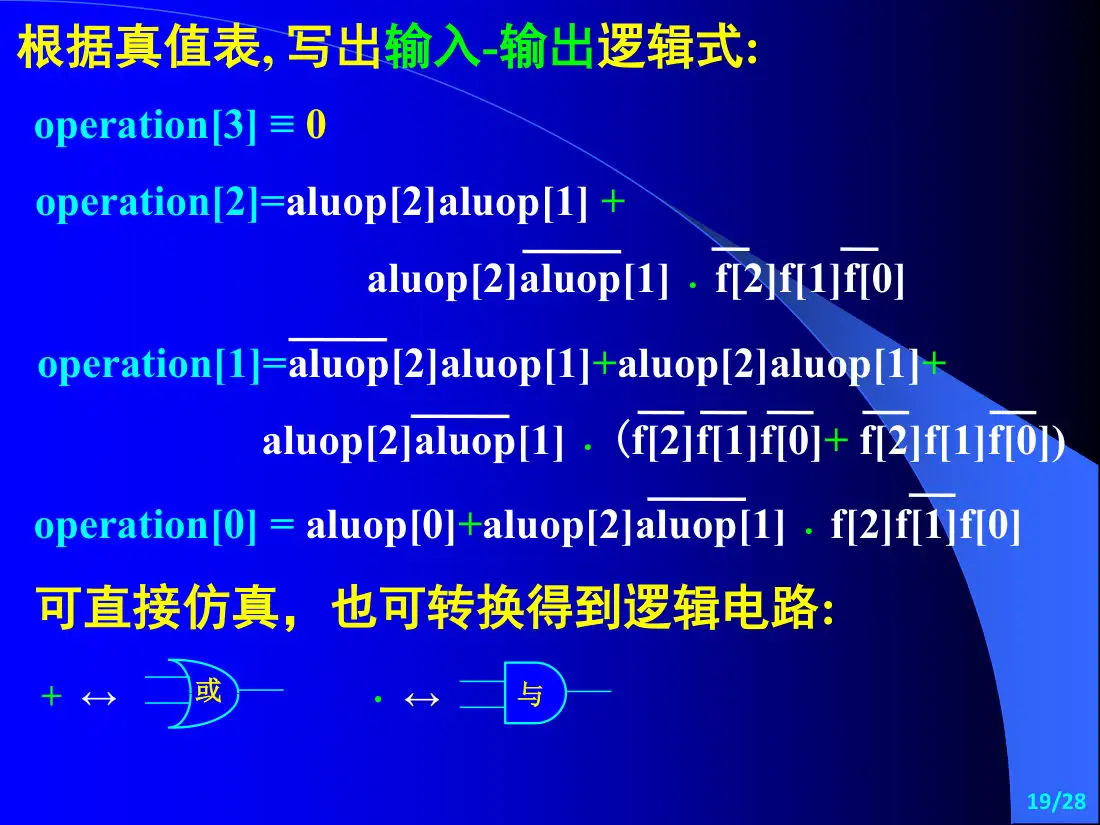 根据真值表, 写出输入-输出逻辑式:
operation[3] ≡ 0
operation[2]=aluop[2]aluop[1] +
aluop[2]a̅l̅u̅o̅p̅[1] · f̅[2]f[1]f̅[0]
operation[1]=a̅l̅u̅o̅p̅[2]aluop[1]+aluop[2]aluop[1]+
aluop[2]a̅l̅u̅o̅p̅[1] · (f̅[2]f̅[1]f̅[0]+ f̅[2]f[1]f̅[0])
operation[0] = aluop[0]+aluop[2]a̅l̅u̅o̅p̅[1] · f[2]f̅[1]f[0]
可直接仿真，也可转换得到逻辑电路:
+ ↔ 或 · ↔ 与
19/28